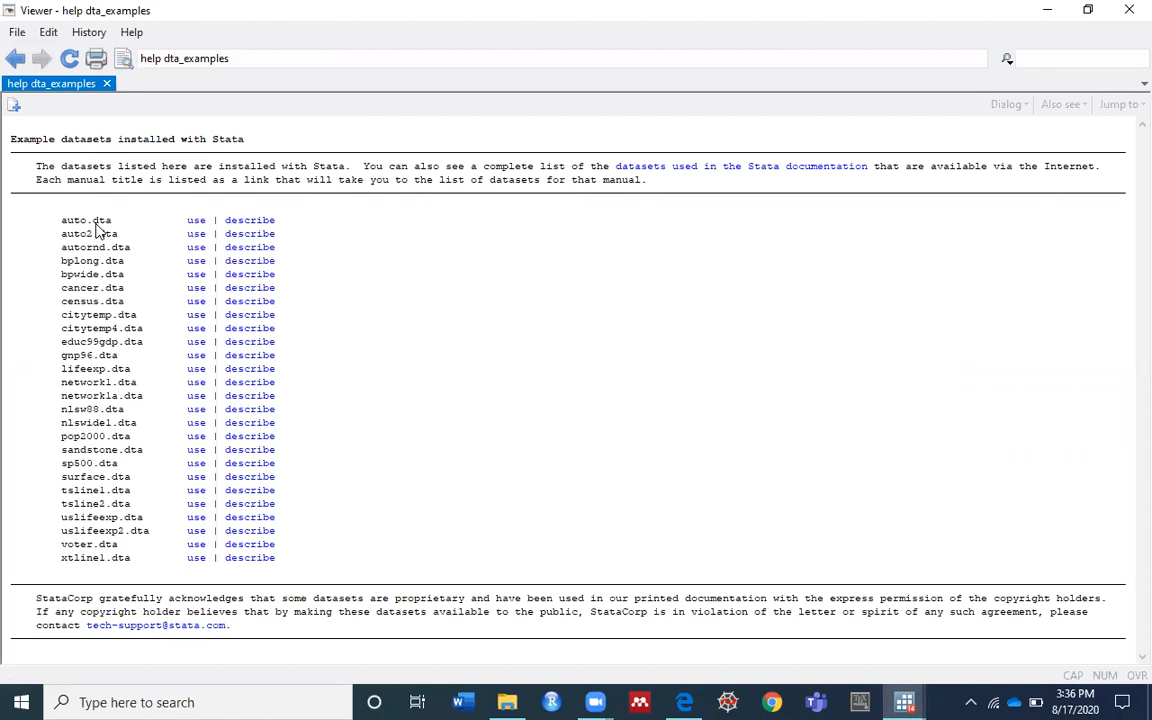 Viewer - help dta_examples
File Edit History Help
help dta_examples
help dta_examples
Dialog Also see Jump to
Example datasets installed with Stata
The datasets listed here are installed with Stata. You can also see a complete list of the datasets used in the Stata documentation that are available via the Internet.
Each manual title is listed as a link that will take you to the list of datasets for that manual.
auto.dta use | describe
auto2.dta use | describe
autornd.dta use | describe
bplong.dta use | describe
bpwide.dta use | describe
cancer.dta use | describe
census.dta use | describe
citytemp.dta use | describe
citytemp4.dta use | describe
educ99gdp.dta use | describe
gnp96.dta use | describe
lifeexp.dta use | describe
network1.dta use | describe
network1a.dta use | describe
nlsw88.dta use | describe
nlswide1.dta use | describe
pop2000.dta use | describe
sandstone.dta use | describe
sp500.dta use | describe
surface.dta use | describe
tsline1.dta use | describe
tsline2.dta use | describe
uslifeexp.dta use | describe
uslifeexp2.dta use | describe
voter.dta use | describe
xtline1.dta use | describe
StataCorp gratefully acknowledges that some datasets are proprietary and have been used in our printed documentation with the express permission of the copyright holders.
If any copyright holder believes that by making these datasets available to the public, StataCorp is in violation of the letter or spirit of any such agreement, please
contact tech-support@stata.com.
CAP NUM OVR
Type here to search
3:36 PM
8/17/2020